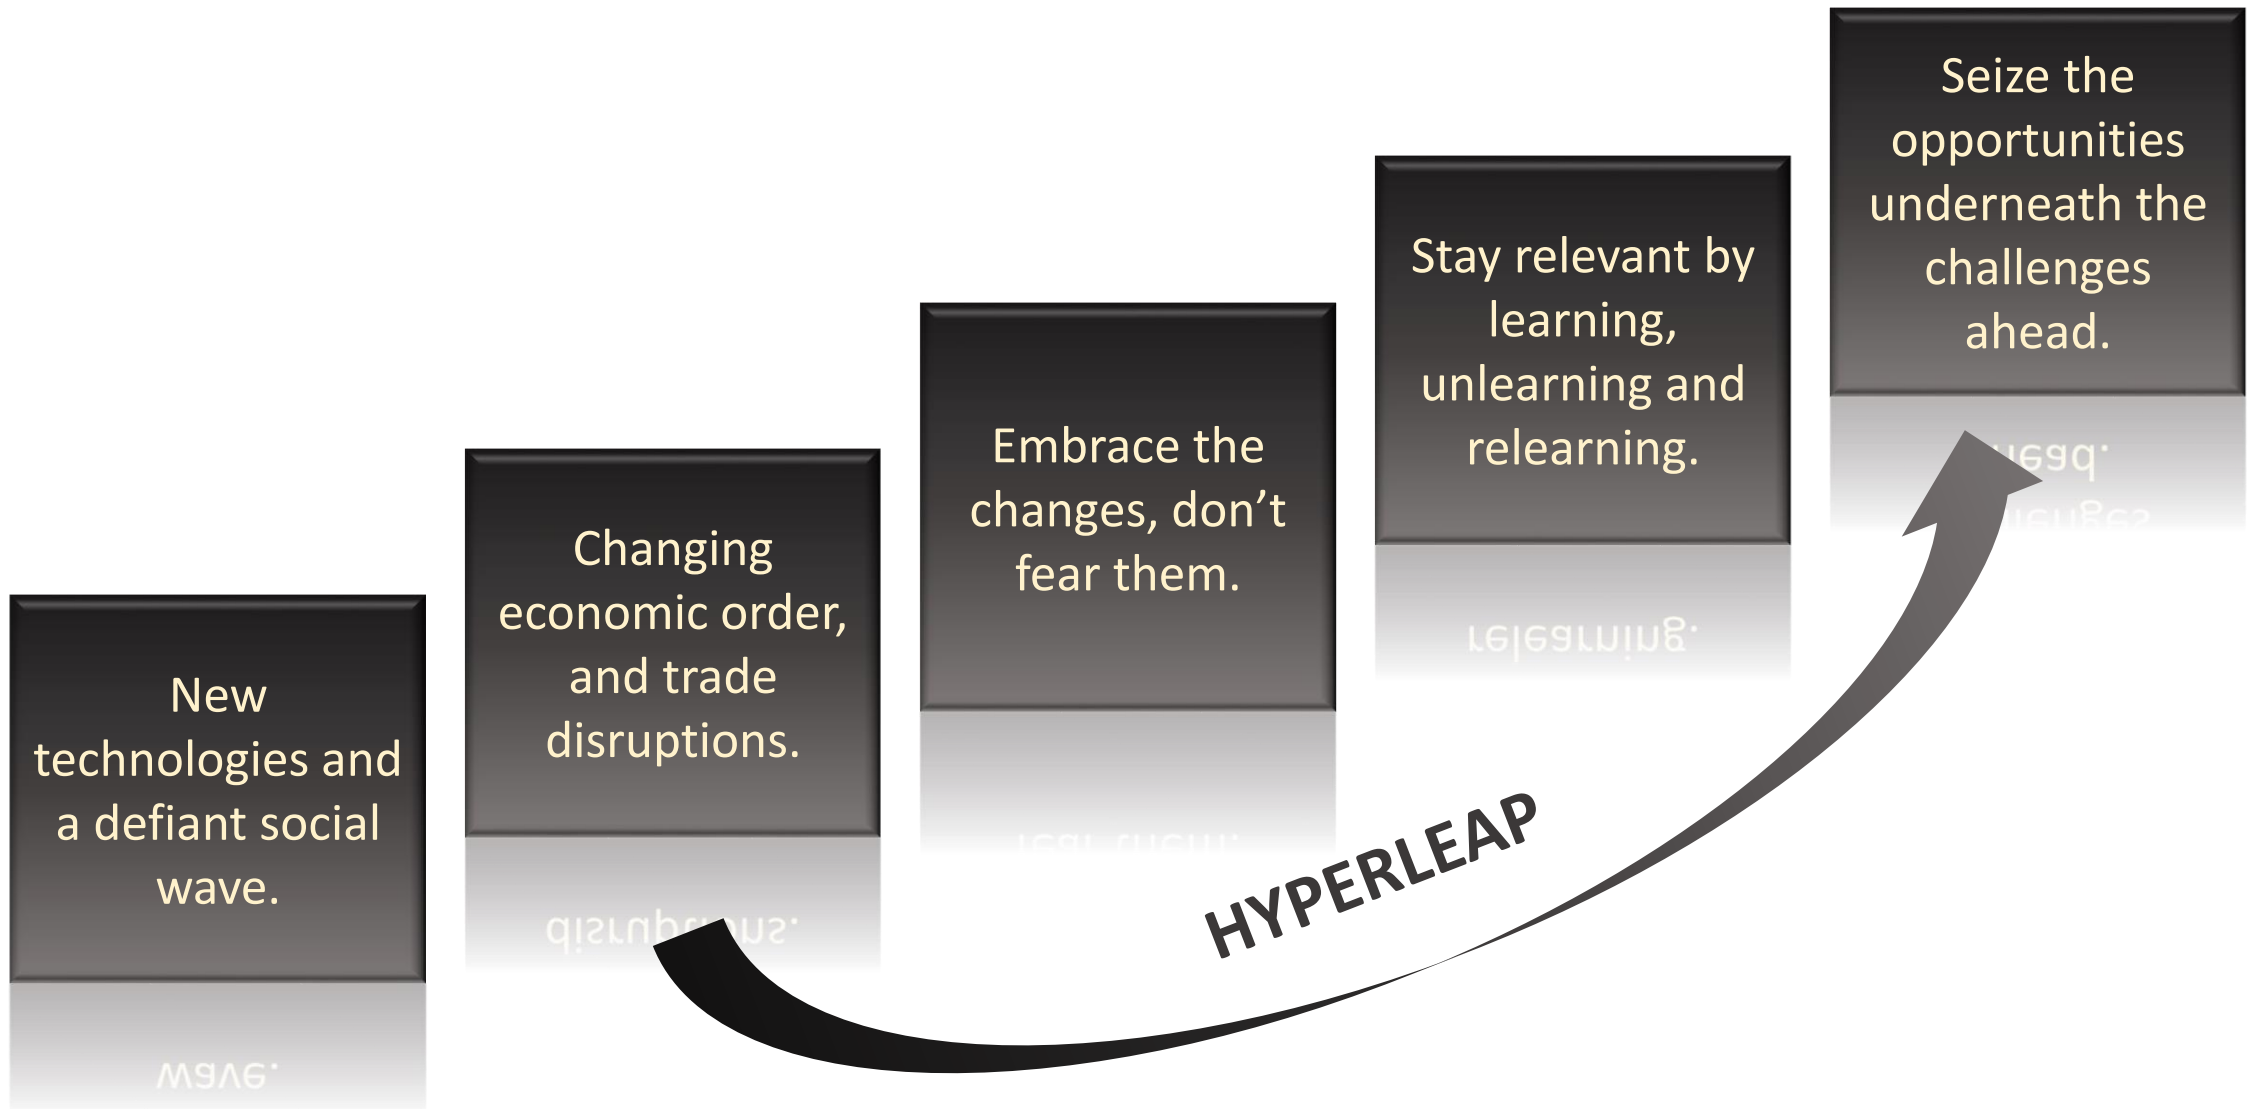 New
technologies and
a defiant social
wave.
Changing
economic order,
and trade
disruptions.
Embrace the
changes, don’t
fear them.
Stay relevant by
learning,
unlearning and
relearning.
Seize the
opportunities
underneath the
challenges
ahead.
HYPERLEAP